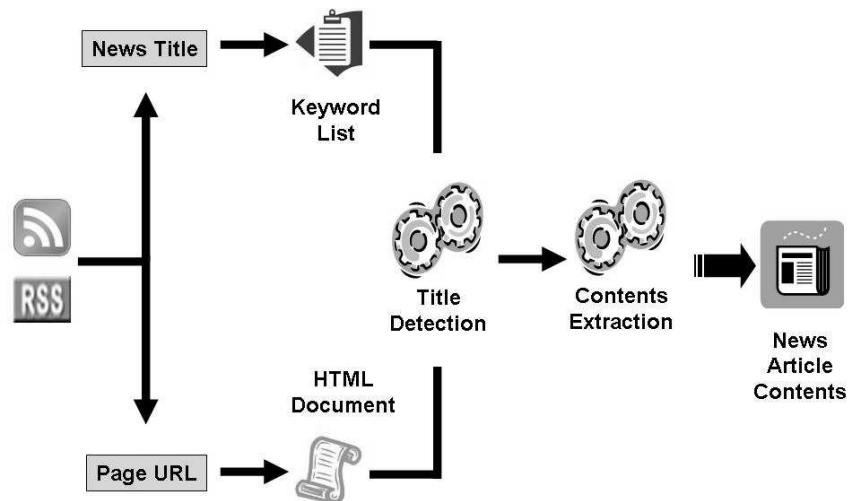 News Title
Keyword
List
RSS
Title
Detection
Contents
Extraction
News
Article
Contents
HTML
Document
Page URL